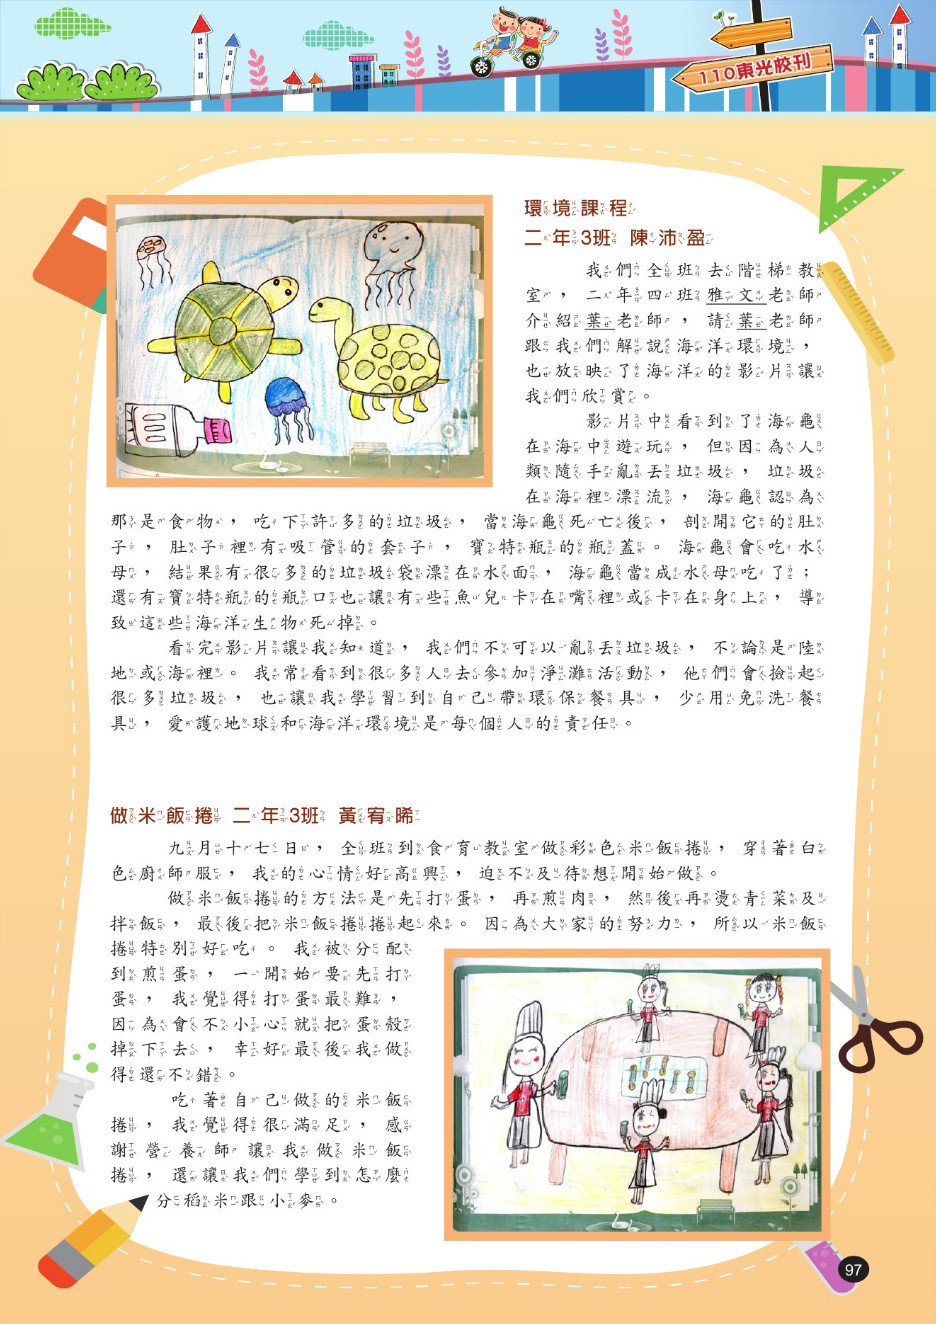 110東光校刊
環境課程
二年3班 陳沛盈
我們全班去階梯教
室，二年四班雅文老師
介紹葉老師，請葉老師
跟我們解說海洋環境，
也放映了海洋的影片讓
我們欣賞。
影片中看到了海龜
在海中遊玩，但因為人
類隨手亂丟垃圾，垃圾
在海裡漂流，海龜認為
那是食物，吃下許多的垃圾，當海龜死亡後，剖開它的肚
子，肚子裡有吸管的套子，寶特瓶的瓶蓋。海龜會吃水
母，結果有很多的垃圾袋漂在水面，海龜當成水母吃了；
還有寶特瓶的瓶口也讓有些魚兒卡在嘴裡或卡在身上，導
致這些海洋生物死掉。
看完影片讓我知道，我們不可以亂丟垃圾，不論是陸
地或海裡。我常看到很多人去參加淨灘活動，他們會撿起
很多垃圾，也讓我學習到自己帶環保餐具，少用免洗餐
具，愛護地球和海洋環境是每個人的責任。
做米飯捲 二年3班 黃宥晞
九月十七日，全班到食育教室做彩色米飯捲，穿著白
色廚師服，我的心情好高興，迫不及待想開始做。
做米飯捲的方法是先打蛋，再煎肉，然後再燙青菜及
拌飯，最後把米飯捲捲起來。因為大家的努力，所以米飯
捲特別好吃。我被分配
到煎蛋，一開始要先打
蛋，我覺得打蛋最難，
因為會不小心就把蛋殼
掉下去，幸好最後我做
得還不錯。
吃著自己做的米飯
捲，我覺得很滿足，感
謝營養師讓我做米飯
捲，還讓我們學到怎麼
分稻米跟小麥。
97